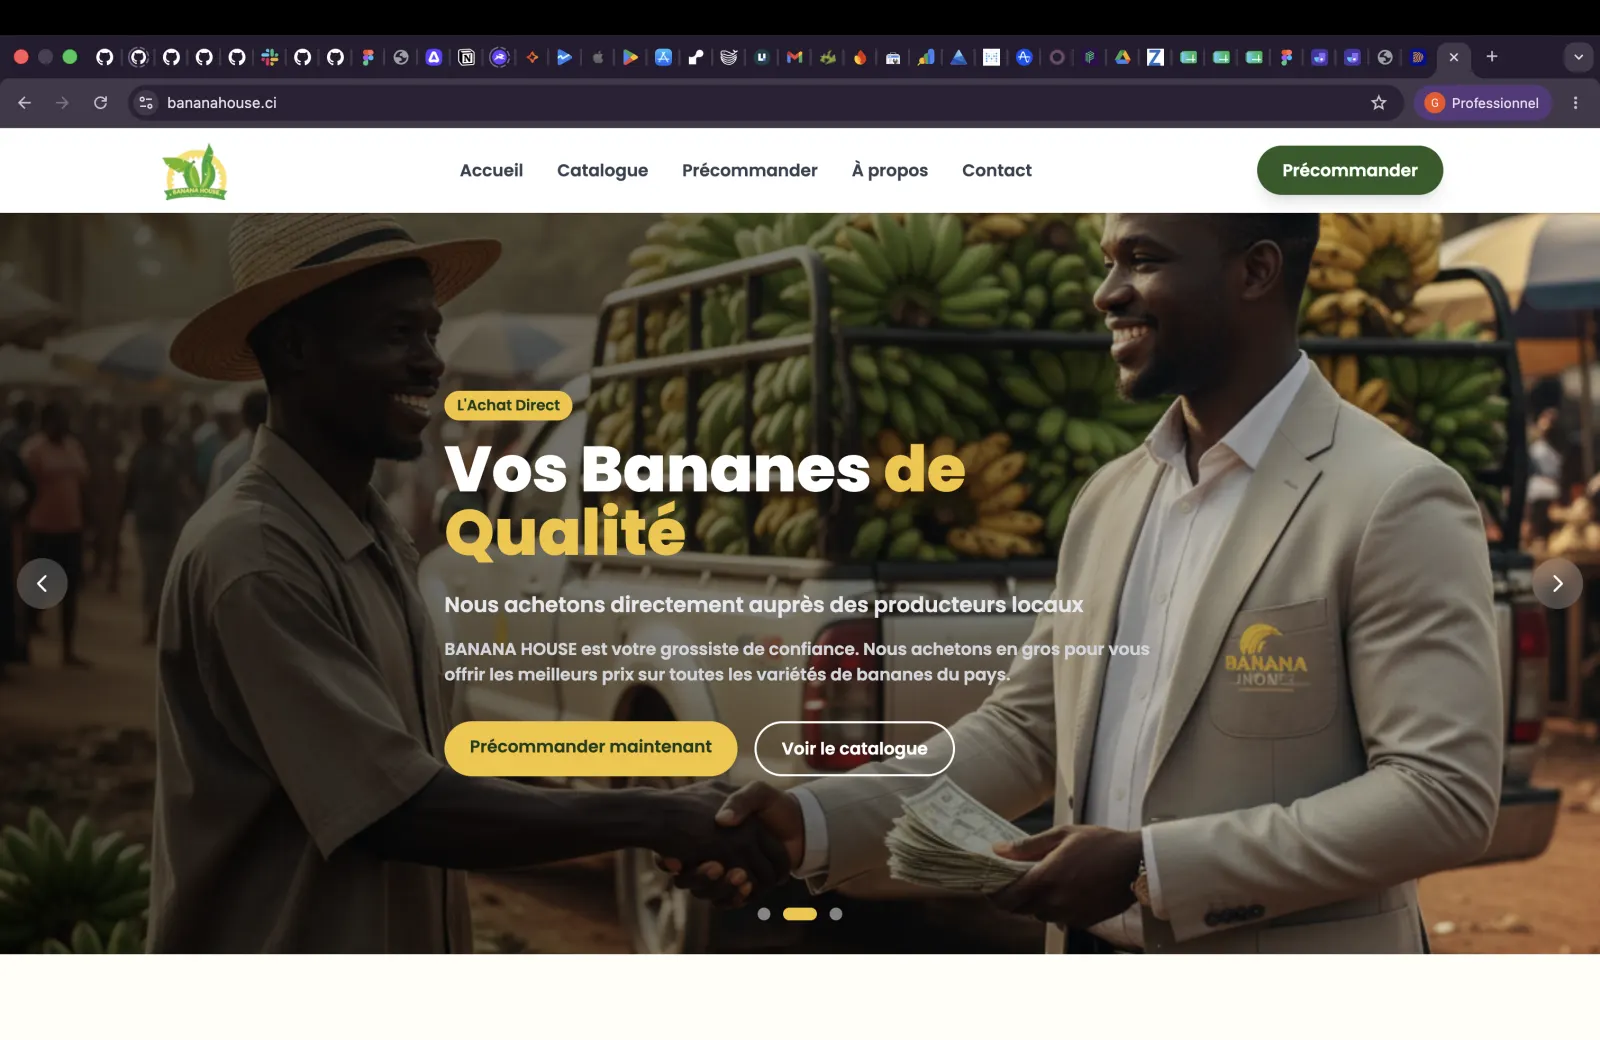 bananahouse.ci
G
Professionnel
BANANA HOUSE
Accueil
Catalogue
Précommander
À propos
Contact
Précommander
L'Achat Direct
Vos Bananes de
Qualité
Nous achetons directement auprès des producteurs locaux
BANANA HOUSE est votre grossiste de confiance. Nous achetons en gros pour vous
offrir les meilleurs prix sur toutes les variétés de bananes du pays.
BANANA
Précommander maintenant
Voir le catalogue